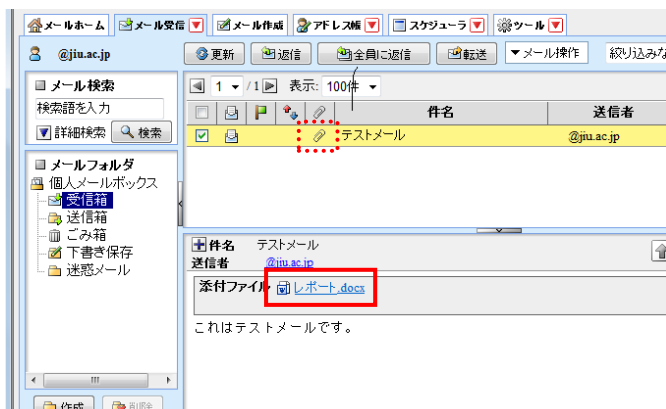 メールホーム メール受信 メール作成 アドレス帳 スケジューラ ツール
@jiu.ac.jp 更新 返信 全員に返信 転送 ▼メール操作 絞り込みな
メール検索
検索語を入力
詳細検索 検索
1 /1 表示: 100件
件名 送信者
テストメール @jiu.ac.jp
メールフォルダ
個人メールボックス
受信箱
送信箱
ごみ箱
下書き保存
迷惑メール
件名 テストメール
送信者 @jiu.ac.jp
添付ファイル レポート.docx
これはテストメールです。
作成 削除